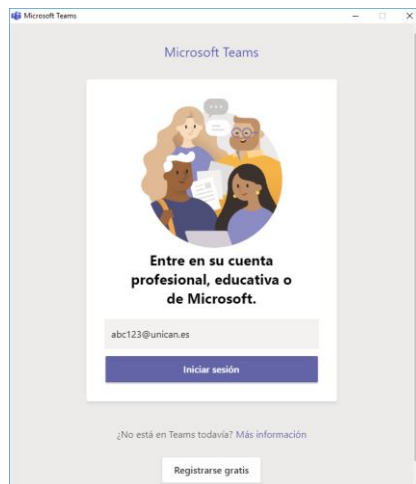 Microsoft Teams
Microsoft Teams
Entre en su cuenta
profesional, educativa o
de Microsoft.
abc123@unican.es
Iniciar sesión
¿No está en Teams todavía? Más información
Registrarse gratis